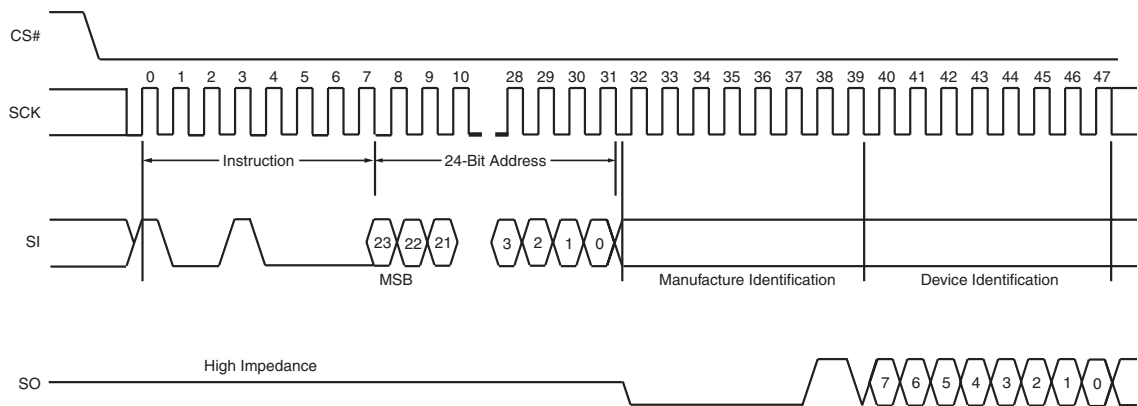 CS#
0 1 2 3 4 5 6 7 8 9 10 28 29 30 31 32 33 34 35 36 37 38 39 40 41 42 43 44 45 46 47
SCK
Instruction 24-Bit Address
SI 23 22 21 3 2 1 0
MSB Manufacture Identification Device Identification
High Impedance
SO 7 6 5 4 3 2 1 0